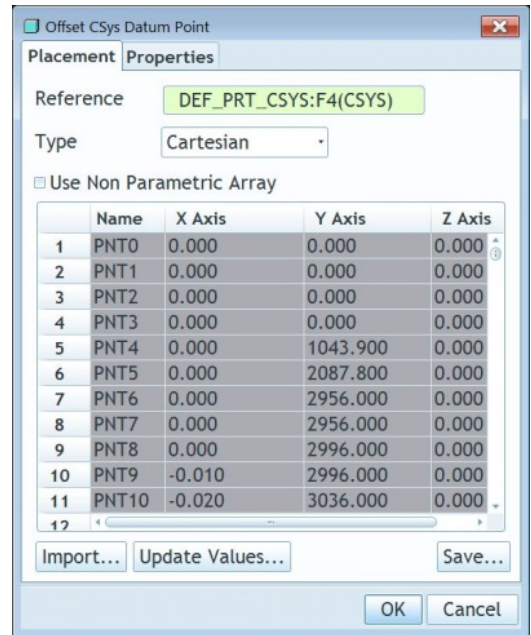 Offset CSys Datum Point
Placement Properties
Reference DEF_PRT_CSYS:F4(CSYS)
Type Cartesian
Use Non Parametric Array
Name X Axis Y Axis Z Axis
1 PNT0 0.000 0.000 0.000
2 PNT1 0.000 0.000 0.000
3 PNT2 0.000 0.000 0.000
4 PNT3 0.000 0.000 0.000
5 PNT4 0.000 1043.900 0.000
6 PNT5 0.000 2087.800 0.000
7 PNT6 0.000 2956.000 0.000
8 PNT7 0.000 2956.000 0.000
9 PNT8 0.000 2996.000 0.000
10 PNT9 -0.010 2996.000 0.000
11 PNT10 -0.020 3036.000 0.000
12
Import... Update Values... Save...
OK Cancel